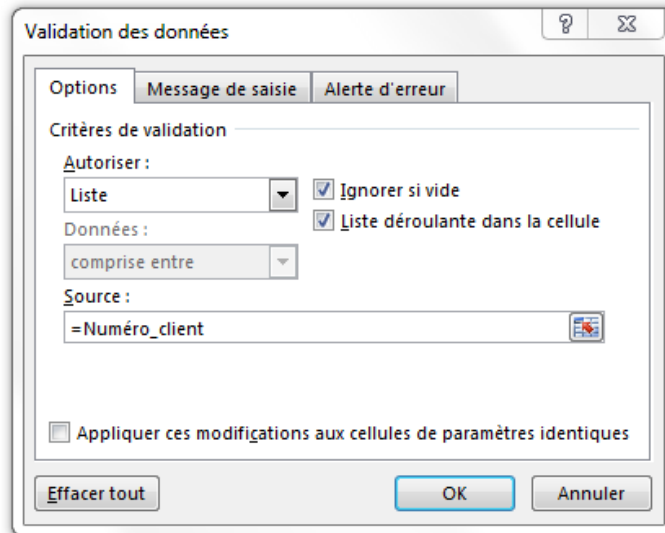 Validation des données
Options Message de saisie Alerte d'erreur
Critères de validation
Autoriser :
Liste
Ignorer si vide
Liste déroulante dans la cellule
Données :
comprise entre
Source :
=Numéro_client
Appliquer ces modifications aux cellules de paramètres identiques
Effacer tout OK Annuler